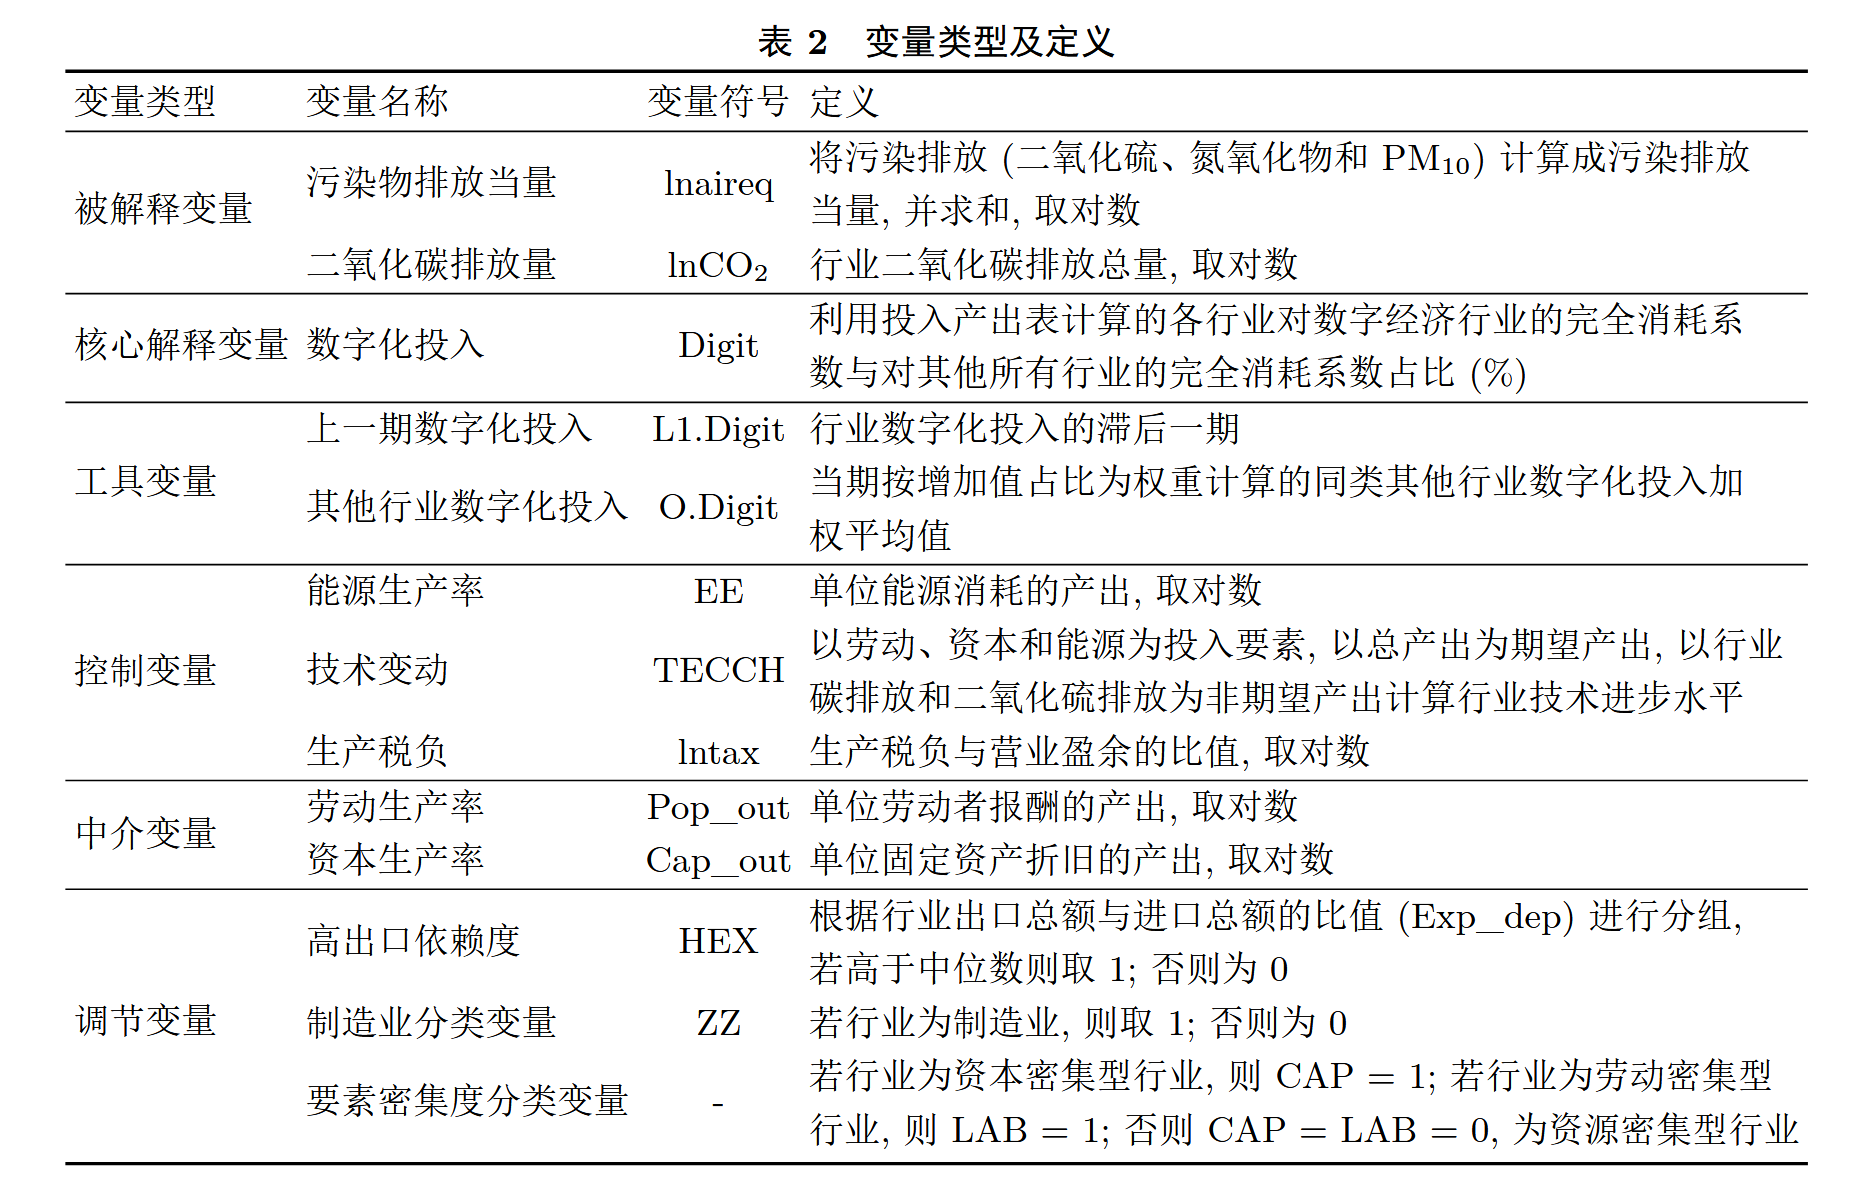 表 2 变量类型及定义
变量类型 变量名称 变量符号 定义
被解释变量 污染物排放当量 lnaireq 将污染排放 (二氧化硫、氮氧化物和 PM₁₀) 计算成污染排放
当量, 并求和, 取对数
二氧化碳排放量 lnCO₂ 行业二氧化碳排放总量, 取对数
核心解释变量 数字化投入 Digit 利用投入产出表计算的各行业对数字经济行业的完全消耗系
数与对其他所有行业的完全消耗系数占比 (%)
工具变量 上一期数字化投入 L1.Digit 行业数字化投入的滞后一期
其他行业数字化投入 O.Digit 当期按增加值占比为权重计算的同类其他行业数字化投入加
权平均值
控制变量 能源生产率 EE 单位能源消耗的产出, 取对数
技术变动 TECCH 以劳动、资本和能源为投入要素, 以总产出为期望产出, 以行业
碳排放和二氧化硫排放为非期望产出计算行业技术进步水平
生产税负 lntax 生产税负与营业盈余的比值, 取对数
中介变量 劳动生产率 Pop_out 单位劳动者报酬的产出, 取对数
资本生产率 Cap_out 单位固定资产折旧的产出, 取对数
调节变量 高出口依赖度 HEX 根据行业出口总额与进口总额的比值 (Exp_dep) 进行分组,
若高于中位数则取 1; 否则为 0
制造业分类变量 ZZ 若行业为制造业, 则取 1; 否则为 0
要素密集度分类变量 - 若行业为资本密集型行业, 则 CAP = 1; 若行业为劳动密集型
行业, 则 LAB = 1; 否则 CAP = LAB = 0, 为资源密集型行业